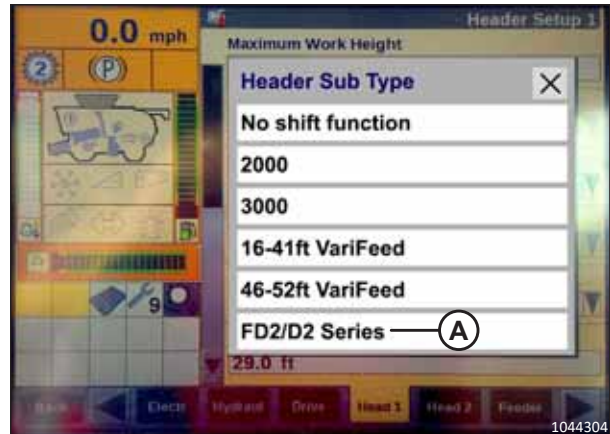 0.0 mph
Header Setup 1
Maximum Work Height
2
P
Header Sub Type
No shift function
2000
3000
16-41ft VariFeed
46-52ft VariFeed
FD2/D2 Series
A
9
29.0 ft
Back
Electr
Hydraul
Drive
Head 1
Head 2
Feeder
1044304